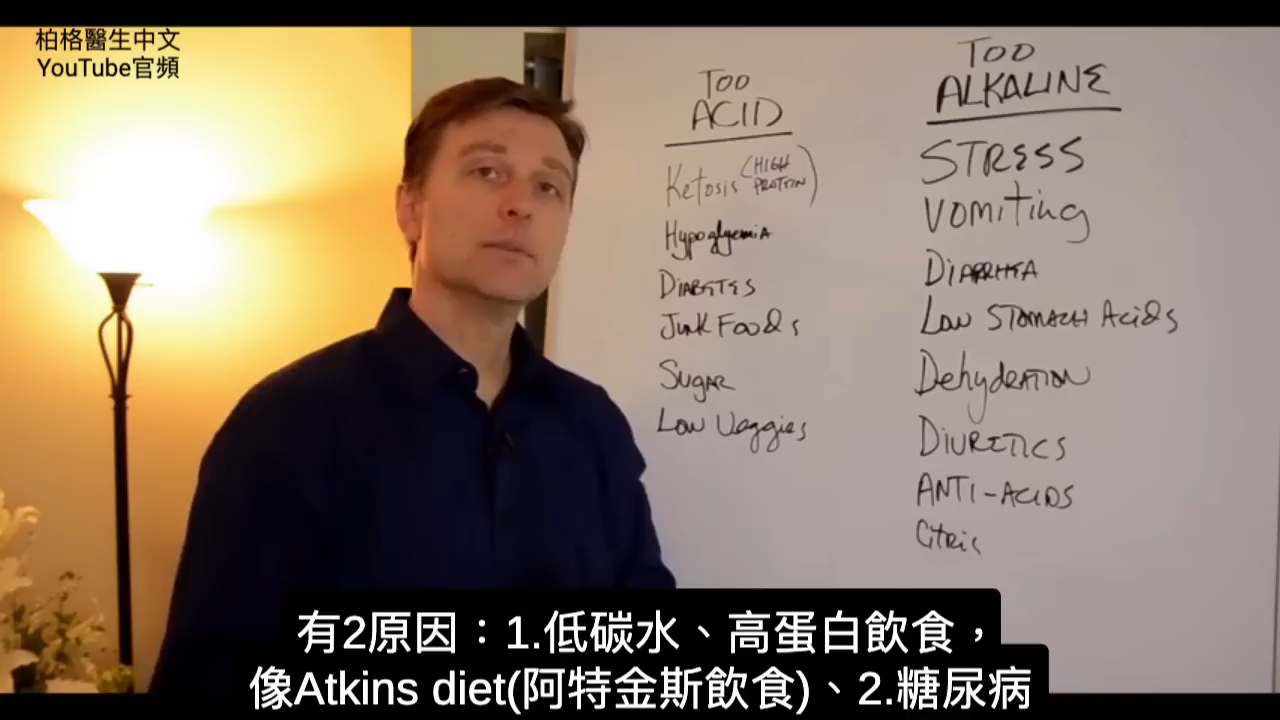 柏格醫生中文
YouTube官頻
TOO
ACID
Ketosis (HIGH PROTEIN)
Hypoglyemia
DIABETES
JUNK FOODS
SUGAR
Low Veggies
TOO
ALKALINE
STRESS
VOMITING
DIARRHEA
Low STOMACH Acids
DehydRATION
DIURETICS
ANTI-ACIDS
Citric
有2原因：1.低碳水、高蛋白飲食，
像Atkins diet(阿特金斯飲食)、2.糖尿病